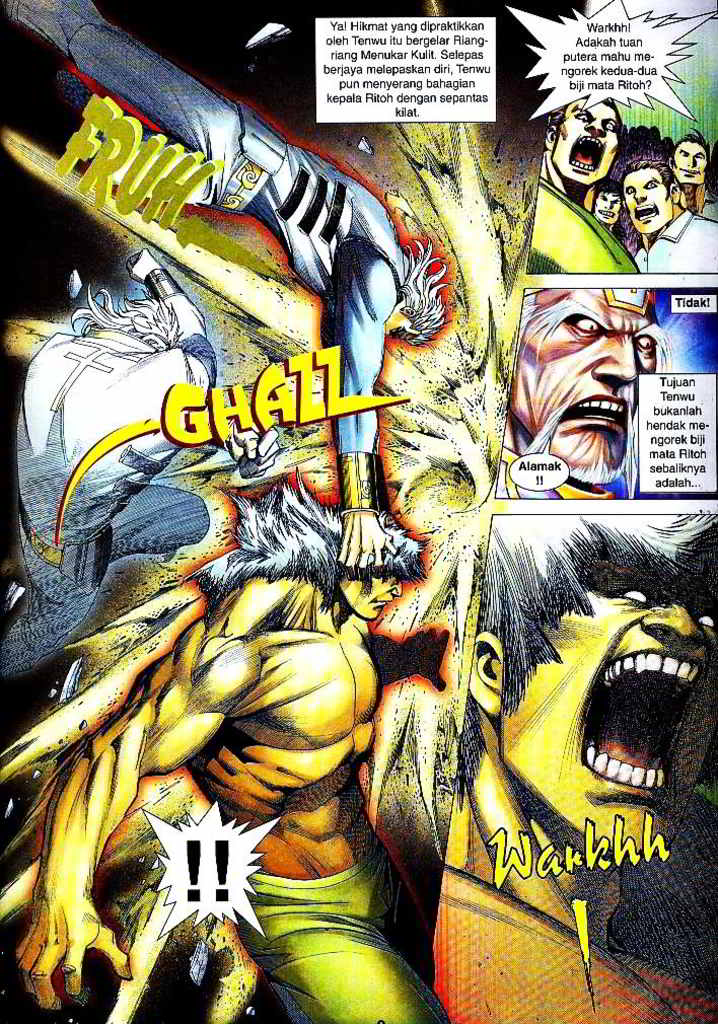 Ya! Hikmat yang dipraktikkan
oleh Tenwu itu bergelar Riang-
riang Menukar Kulit. Selepas
berjaya melepaskan diri, Tenwu
pun menyerang bahagian
kepala Ritoh dengan sepantas
kilat.
Warkhh!
Adakah tuan
putera mahu me-
ngorek kedua-dua
biji mata Ritoh?
FRUH
Tidak!
GHAZZ
Tujuan
Tenwu
bukanlah
hendak me-
ngorek biji
mata Ritoh
sebaliknya
adalah...
Alamak
!!
!!
Warkhh
!